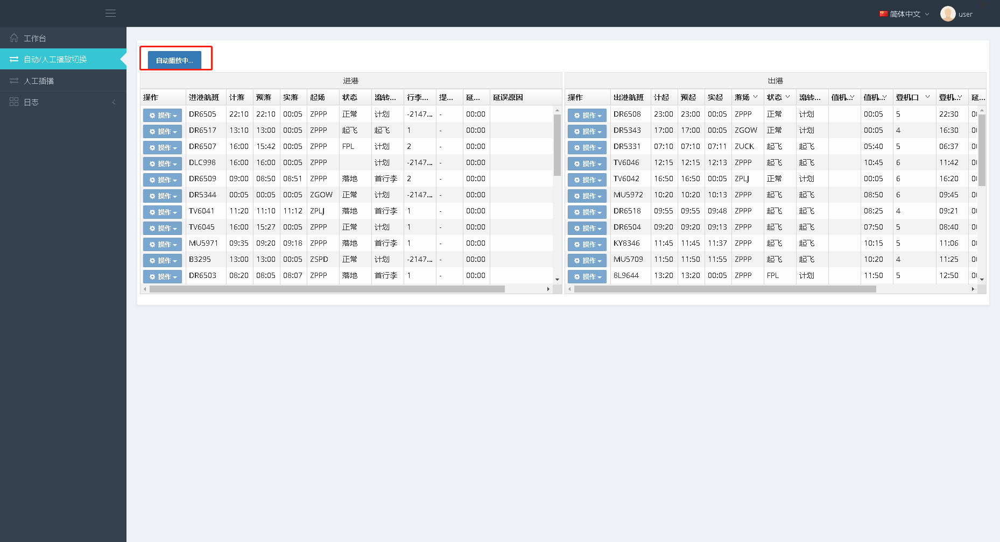 简体中文
user
工作台
自动/人工播放切换
人工插播
日志
自动播放中...
进港
操作 进港航班 计落 预落 实落 起场 状态 流转... 行李... 提... 延... 延误原因
操作 DR6505 22:10 22:10 00:05 ZPPP 正常 计划 -2147... - 00:00
操作 DR6517 13:10 13:00 00:05 ZPPP 起飞 起飞 1 - 00:00
操作 DR6507 16:00 15:42 00:05 ZPPP FPL 计划 2 - 00:00
操作 DLC998 16:00 16:00 00:05 ZPPP 计划 -2147... - 00:00
操作 DR6509 09:00 08:50 08:51 ZPPP 落地 首行李 2 - 00:00
操作 DR5344 00:05 00:05 00:05 ZGOW 正常 计划 -2147... - 00:00
操作 TV6041 11:20 11:10 11:12 ZPLJ 落地 首行李 1 - 00:00
操作 TV6045 16:00 15:27 00:05 ZPPP 正常 计划 1 - 00:00
操作 MU5971 09:35 09:20 09:18 ZPPP 落地 首行李 1 - 00:00
操作 B3295 13:00 13:00 00:05 ZSPD 正常 计划 -2147... - 00:00
操作 DR6503 08:20 08:05 08:07 ZPPP 落地 首行李 1 - 00:00
出港
操作 出港航班 计起 预起 实起 落场 状态 流转... 值机... 值机... 登机口 登机... 延...
操作 DR6508 23:00 23:00 00:05 ZPPP 正常 计划 00:05 5 22:30
操作 DR5343 17:00 17:00 00:05 ZGOW 正常 计划 00:05 4 16:30
操作 DR5331 07:10 07:10 07:11 ZUCK 起飞 起飞 05:40 5 06:37
操作 TV6046 12:15 12:15 12:13 ZPPP 起飞 起飞 10:45 6 11:42
操作 TV6042 16:50 16:50 00:05 ZPLJ 正常 计划 00:05 6 16:20
操作 MU5972 10:20 10:20 10:13 ZPPP 起飞 起飞 08:50 6 09:45
操作 DR6518 09:55 09:55 09:48 ZPPP 起飞 起飞 08:25 4 09:21
操作 DR6504 09:20 09:20 09:13 ZPPP 起飞 起飞 07:50 5 08:40
操作 KY8346 11:45 11:45 11:37 ZPPP 起飞 起飞 10:15 5 11:06
操作 MU5709 11:50 11:50 11:55 ZPPP 起飞 起飞 10:20 4 11:25
操作 8L9644 13:20 13:20 00:05 ZPPP FPL 计划 11:50 5 12:50